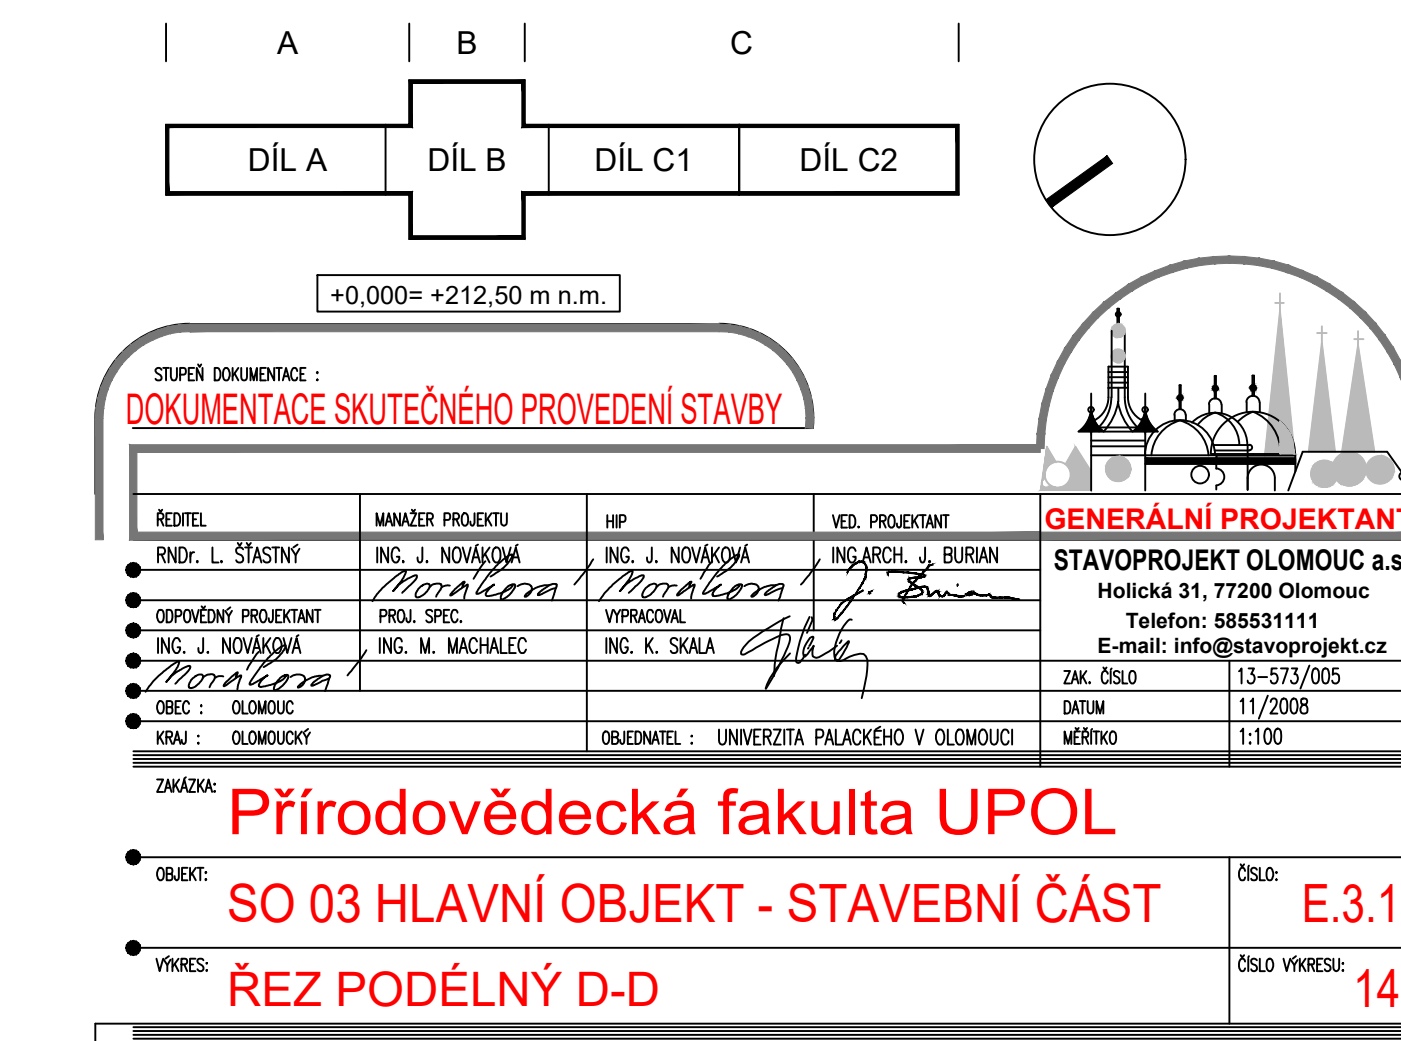 A B C
DÍL A DÍL B DÍL C1 DÍL C2
+0,000= +212,50 m n.m.
STUPEŇ DOKUMENTACE :
DOKUMENTACE SKUTEČNÉHO PROVEDENÍ STAVBY
ŘEDITEL MANAŽER PROJEKTU HIP VED. PROJEKTANT
RNDr. L. ŠŤASTNÝ ING. J. NOVÁKOVÁ ING. J. NOVÁKOVÁ ING.ARCH. J. BURIAN
ODPOVĚDNÝ PROJEKTANT PROJ. SPEC. VYPRACOVAL
ING. J. NOVÁKOVÁ ING. M. MACHALEC ING. K. SKALA
OBEC : OLOMOUC
KRAJ : OLOMOUCKÝ OBJEDNATEL : UNIVERZITA PALACKÉHO V OLOMOUCI
GENERÁLNÍ PROJEKTANT
STAVOPROJEKT OLOMOUC a.s
Holická 31, 77200 Olomouc
Telefon: 585531111
E-mail: info@stavoprojekt.cz
ZAK. ČÍSLO 13-573/005
DATUM 11/2008
MĚŘÍTKO 1:100
ZAKÁZKA: Přírodovědecká fakulta UPOL
OBJEKT: SO 03 HLAVNÍ OBJEKT - STAVEBNÍ ČÁST ČÍSLO: E.3.1
VÝKRES: ŘEZ PODÉLNÝ D-D ČÍSLO VÝKRESU: 14